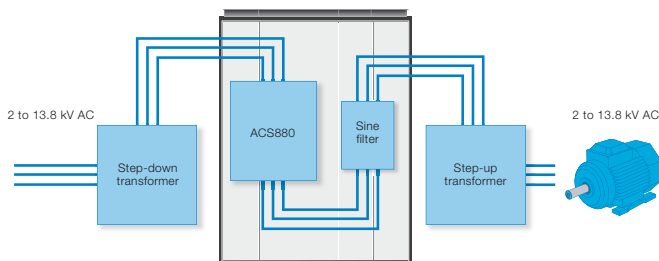 2 to 13.8 kV AC
Step-down
transformer
ACS880
Sine
filter
Step-up
transformer
2 to 13.8 kV AC